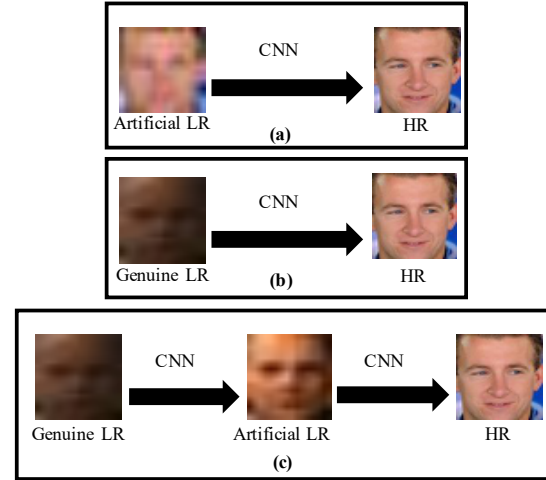 CNN
Artificial LR
HR
(a)
CNN
Genuine LR
HR
(b)
CNN
CNN
Genuine LR
Artificial LR
HR
(c)